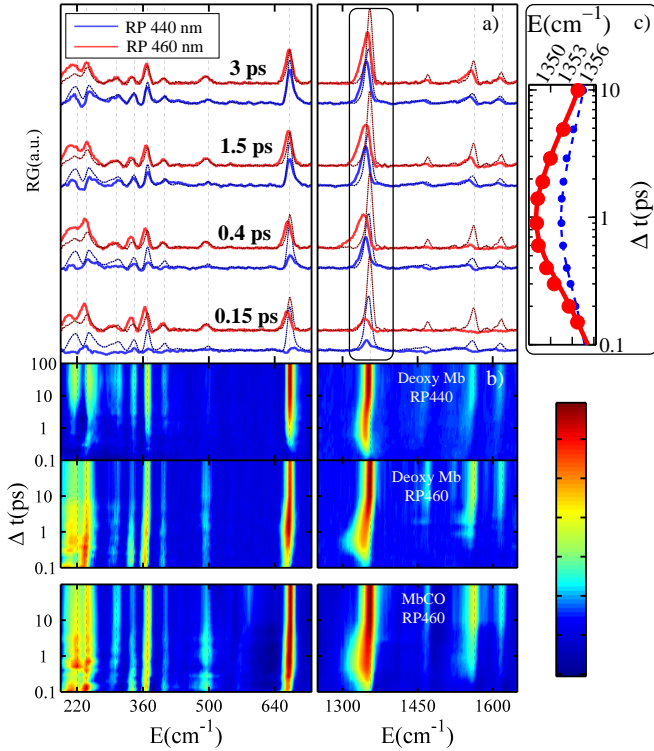 RP 440 nm
RP 460 nm
a)
3 ps
1.5 ps
0.4 ps
0.15 ps
RG(a.u.)
E(cm⁻¹)
c)
1350
1353
1356
10
1
0.1
Δ t(ps)
b)
Deoxy Mb
RP440
100
10
1
0.1
Deoxy Mb
RP460
10
1
0.1
Δ t(ps)
MbCO
RP460
10
1
0.1
220
360
500
640
1300
1450
1600
E(cm⁻¹)
E(cm⁻¹)